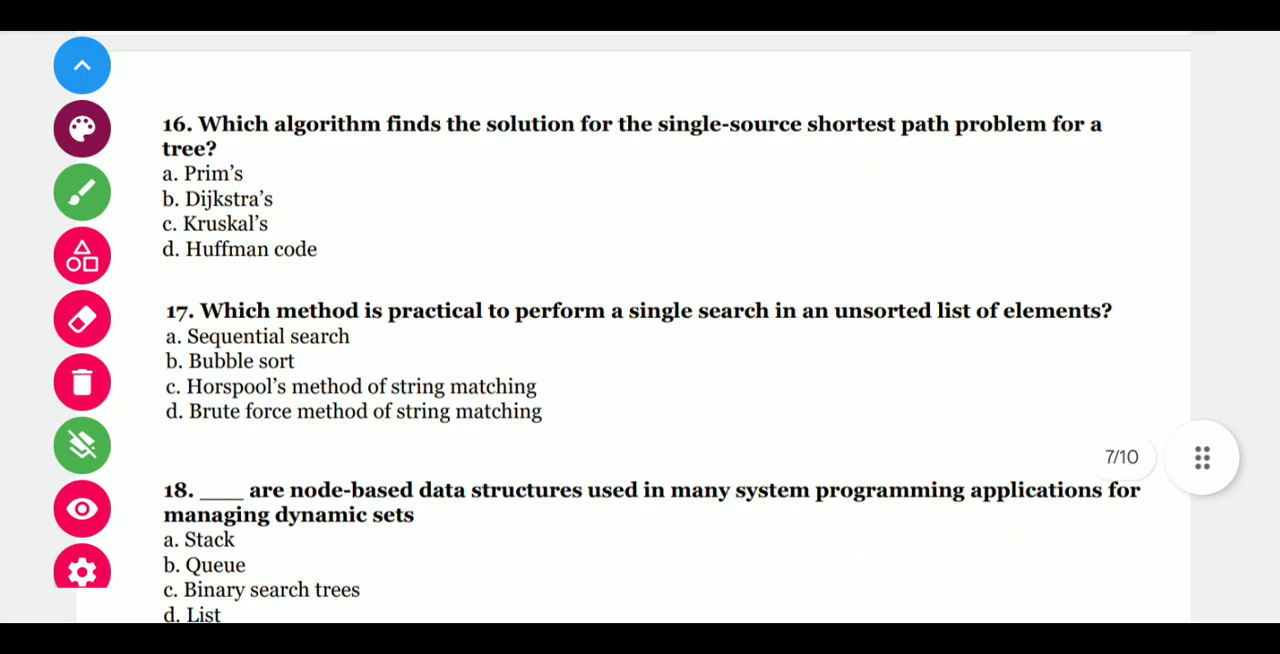 16. Which algorithm finds the solution for the single-source shortest path problem for a
tree?
a. Prim’s
b. Dijkstra’s
c. Kruskal’s
d. Huffman code
17. Which method is practical to perform a single search in an unsorted list of elements?
a. Sequential search
b. Bubble sort
c. Horspool’s method of string matching
d. Brute force method of string matching
7/10
18. ____ are node-based data structures used in many system programming applications for
managing dynamic sets
a. Stack
b. Queue
c. Binary search trees
d. List